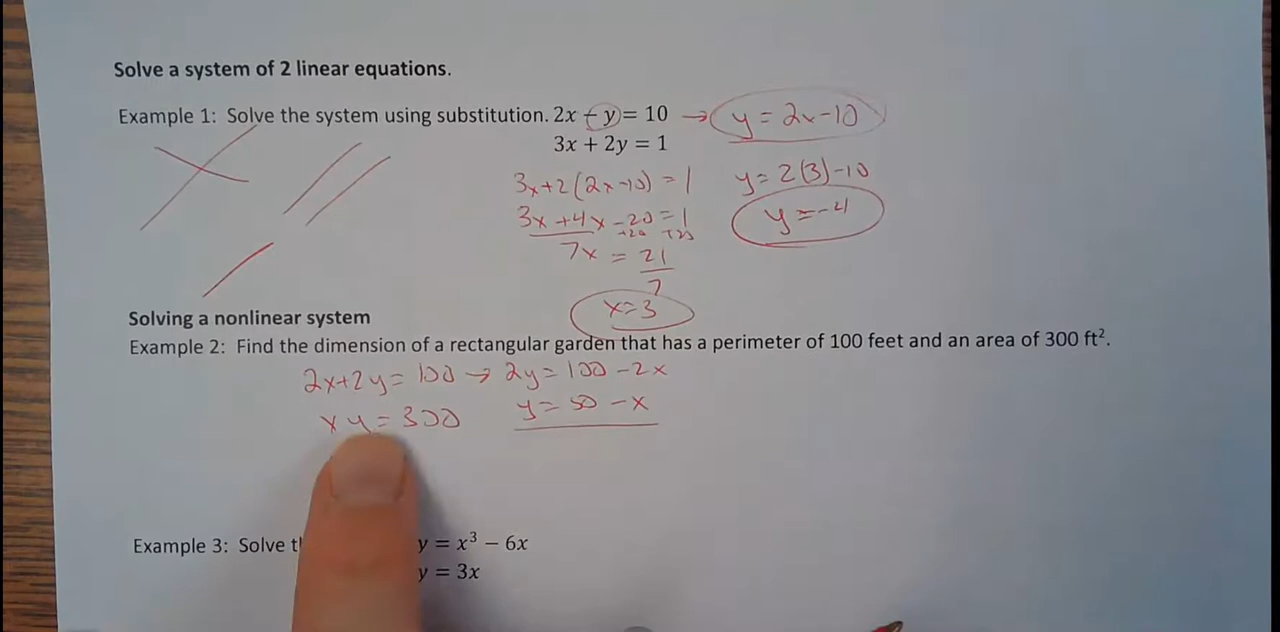 Solve a system of 2 linear equations.
Example 1: Solve the system using substitution. 2x - y = 10 → y = 2x-10
3x + 2y = 1
3x+2(2x-10) = 1 y = 2(3)-10
3x+4x-20=1 y=-4
+20 +20
7x = 21
7
x=3
Solving a nonlinear system
Example 2: Find the dimension of a rectangular garden that has a perimeter of 100 feet and an area of 300 ft².
2x+2y = 100 → 2y = 100-2x
xy = 300 y = 50-x
Example 3: Solve y = x³ − 6x
y = 3x